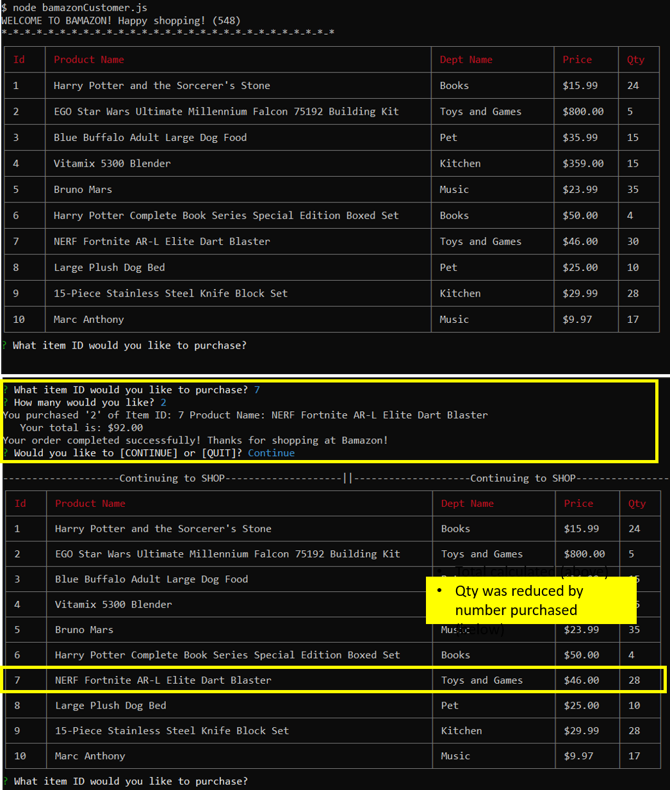 $ node bamazonCustomer.js
WELCOME TO BAMAZON! Happy shopping! (548)
*-*-*-*-*-*-*-*-*-*-*-*-*-*-*-*-*-*-*-*-*-*-*-*-*-*-*-*-*
Id Product Name Dept Name Price Qty
1 Harry Potter and the Sorcerer's Stone Books $15.99 24
2 EGO Star Wars Ultimate Millennium Falcon 75192 Building Kit Toys and Games $800.00 5
3 Blue Buffalo Adult Large Dog Food Pet $35.99 15
4 Vitamix 5300 Blender Kitchen $359.00 15
5 Bruno Mars Music $23.99 35
6 Harry Potter Complete Book Series Special Edition Boxed Set Books $50.00 4
7 NERF Fortnite AR-L Elite Dart Blaster Toys and Games $46.00 30
8 Large Plush Dog Bed Pet $25.00 10
9 15-Piece Stainless Steel Knife Block Set Kitchen $29.99 28
10 Marc Anthony Music $9.97 17
? What item ID would you like to purchase?
? What item ID would you like to purchase? 7
? How many would you like? 2
You purchased '2' of Item ID: 7 Product Name: NERF Fortnite AR-L Elite Dart Blaster
Your total is: $92.00
Your order completed successfully! Thanks for shopping at Bamazon!
? Would you like to [CONTINUE] or [QUIT]? Continue
--------------------Continuing to SHOP--------------------||--------------------Continuing to SHOP----------------
Id Product Name Dept Name Price Qty
1 Harry Potter and the Sorcerer's Stone Books $15.99 24
2 EGO Star Wars Ultimate Millennium Falcon 75192 Building Kit Toys and Games $800.00 5
• Total calculated (above)
3 Blue Buffalo Adult Large Dog Food
• Qty was reduced by
4 Vitamix 5300 Blender
number purchased
5 Bruno Mars Music $23.99 35
6 Harry Potter Complete Book Series Special Edition Boxed Set Books $50.00 4
7 NERF Fortnite AR-L Elite Dart Blaster Toys and Games $46.00 28
8 Large Plush Dog Bed Pet $25.00 10
9 15-Piece Stainless Steel Knife Block Set Kitchen $29.99 28
10 Marc Anthony Music $9.97 17
? What item ID would you like to purchase?